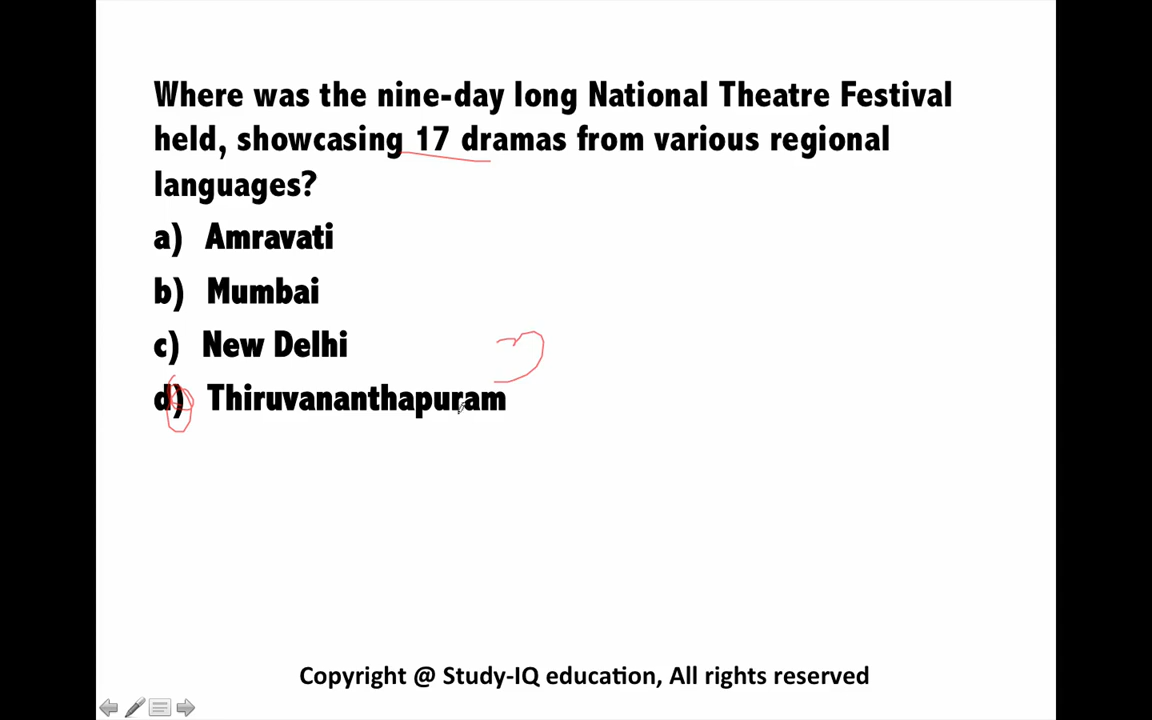 Where was the nine-day long National Theatre Festival
held, showcasing 17 dramas from various regional
languages?
a) Amravati
b) Mumbai
c) New Delhi
d) Thiruvananthapuram
Copyright @ Study-IQ education, All rights reserved